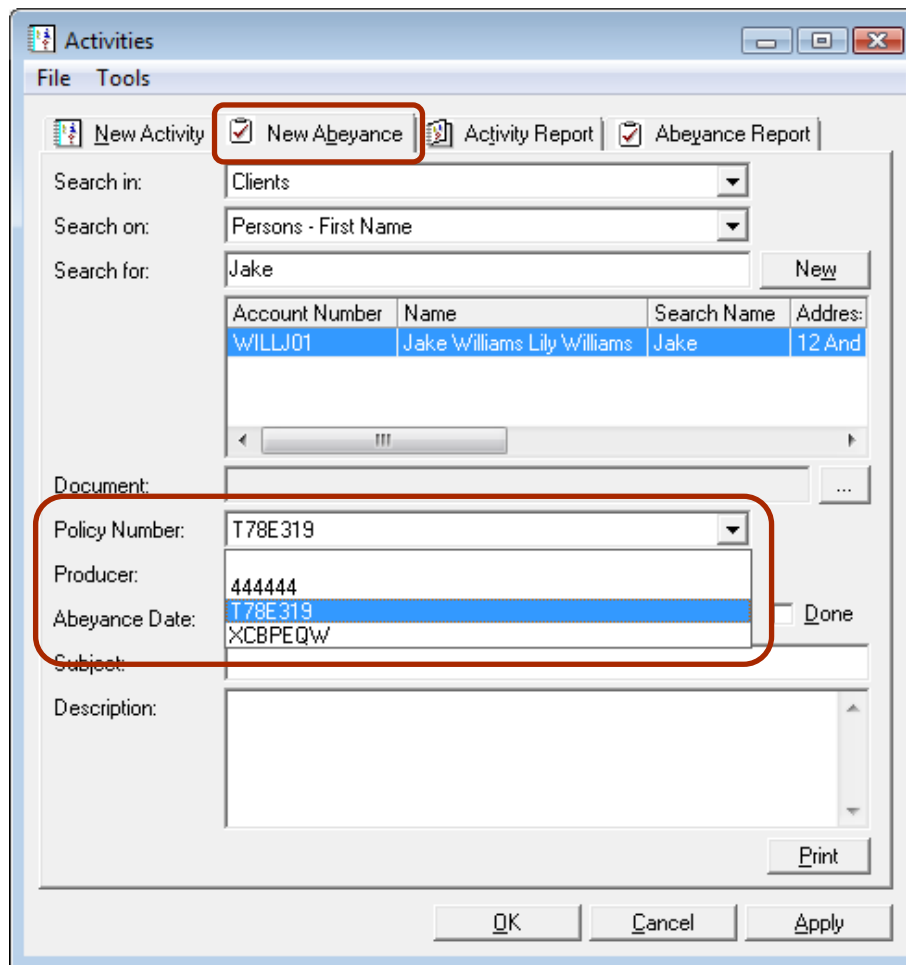 Activities
File Tools
New Activity New Abeyance Activity Report Abeyance Report
Search in: Clients
Search on: Persons - First Name
Search for: Jake New
Account Number Name Search Name Addres:
WILLJ01 Jake Williams Lily Williams Jake 12 And
Document: ...
Policy Number: T78E319
Producer:
444444
Abeyance Date: T78E319 Done
XCBPEQW
Subject:
Description:
Print
OK Cancel Apply